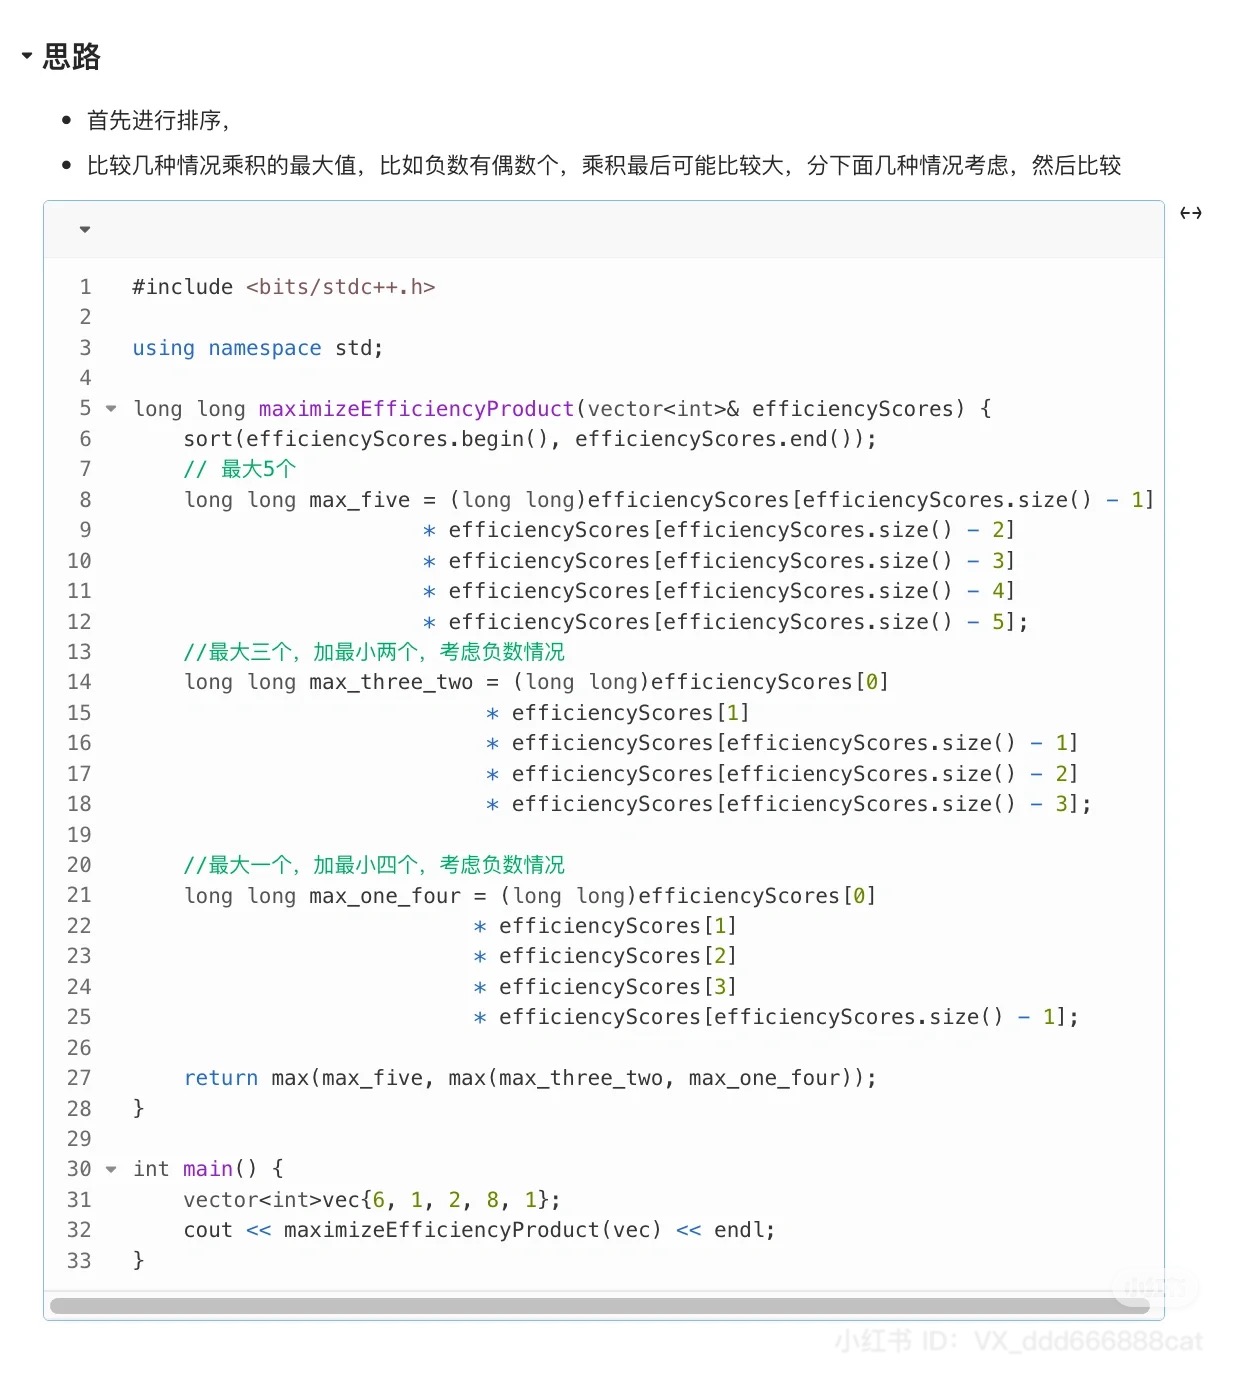 思路
首先进行排序，
比较几种情况乘积的最大值，比如负数有偶数个，乘积最后可能比较大，分下面几种情况考虑，然后比较
1 #include <bits/stdc++.h>
2
3 using namespace std;
4
5 long long maximizeEfficiencyProduct(vector<int>& efficiencyScores) {
6 sort(efficiencyScores.begin(), efficiencyScores.end());
7 // 最大5个
8 long long max_five = (long long)efficiencyScores[efficiencyScores.size() - 1]
9 * efficiencyScores[efficiencyScores.size() - 2]
10 * efficiencyScores[efficiencyScores.size() - 3]
11 * efficiencyScores[efficiencyScores.size() - 4]
12 * efficiencyScores[efficiencyScores.size() - 5];
13 //最大三个，加最小两个，考虑负数情况
14 long long max_three_two = (long long)efficiencyScores[0]
15 * efficiencyScores[1]
16 * efficiencyScores[efficiencyScores.size() - 1]
17 * efficiencyScores[efficiencyScores.size() - 2]
18 * efficiencyScores[efficiencyScores.size() - 3];
19
20 //最大一个，加最小四个，考虑负数情况
21 long long max_one_four = (long long)efficiencyScores[0]
22 * efficiencyScores[1]
23 * efficiencyScores[2]
24 * efficiencyScores[3]
25 * efficiencyScores[efficiencyScores.size() - 1];
26
27 return max(max_five, max(max_three_two, max_one_four));
28 }
29
30 int main() {
31 vector<int>vec{6, 1, 2, 8, 1};
32 cout << maximizeEfficiencyProduct(vec) << endl;
33 }
小红书
小红书 ID：VX_ddd666888cat